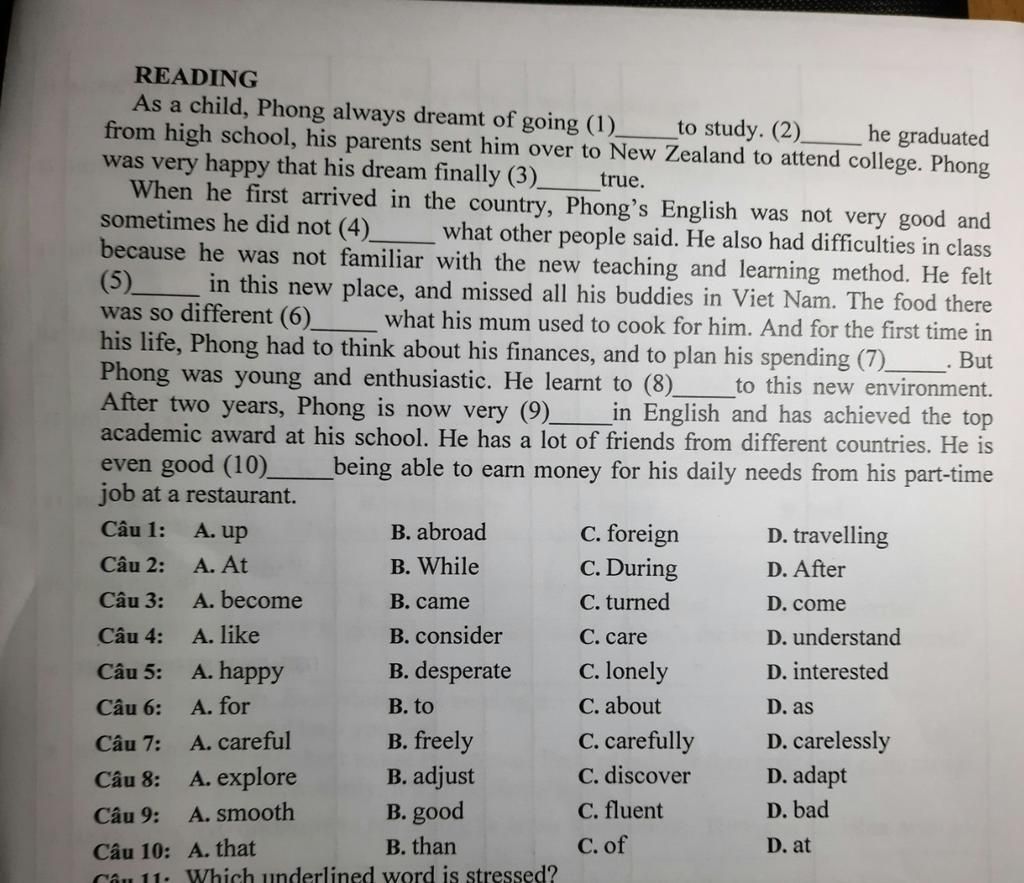 READING
As a child, Phong always dreamt of going (1)_____to study. (2)_____ he graduated
from high school, his parents sent him over to New Zealand to attend college. Phong
was very happy that his dream finally (3)_____true.
When he first arrived in the country, Phong's English was not very good and
sometimes he did not (4)_____ what other people said. He also had difficulties in class
because he was not familiar with the new teaching and learning method. He felt
(5)_____ in this new place, and missed all his buddies in Viet Nam. The food there
was so different (6)_____ what his mum used to cook for him. And for the first time in
his life, Phong had to think about his finances, and to plan his spending (7)_____. But
Phong was young and enthusiastic. He learnt to (8)_____to this new environment.
After two years, Phong is now very (9)_____in English and has achieved the top
academic award at his school. He has a lot of friends from different countries. He is
even good (10)_____being able to earn money for his daily needs from his part-time
job at a restaurant.
Câu 1: A. up B. abroad C. foreign D. travelling
Câu 2: A. At B. While C. During D. After
Câu 3: A. become B. came C. turned D. come
Câu 4: A. like B. consider C. care D. understand
Câu 5: A. happy B. desperate C. lonely D. interested
Câu 6: A. for B. to C. about D. as
Câu 7: A. careful B. freely C. carefully D. carelessly
Câu 8: A. explore B. adjust C. discover D. adapt
Câu 9: A. smooth B. good C. fluent D. bad
Câu 10: A. that B. than C. of D. at
Câu 11: Which underlined word is stressed?